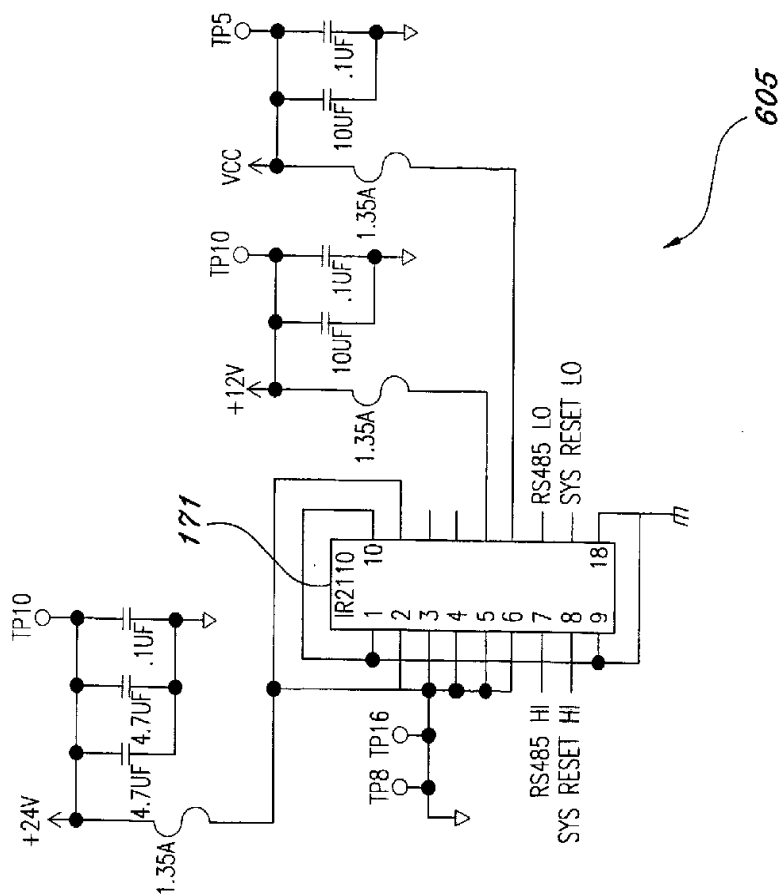 +24V
TP10
4.7UF
4.7UF
.1UF
1.35A
171
+12V
TP10
10UF
.1UF
1.35A
VCC
TP5
10UF
.1UF
1.35A
TP8
TP16
IR2110
1
2
3
4
5
6
7
8
9
10
18
RS485 HI
SYS RESET HI
RS485 LO
SYS RESET LO
605